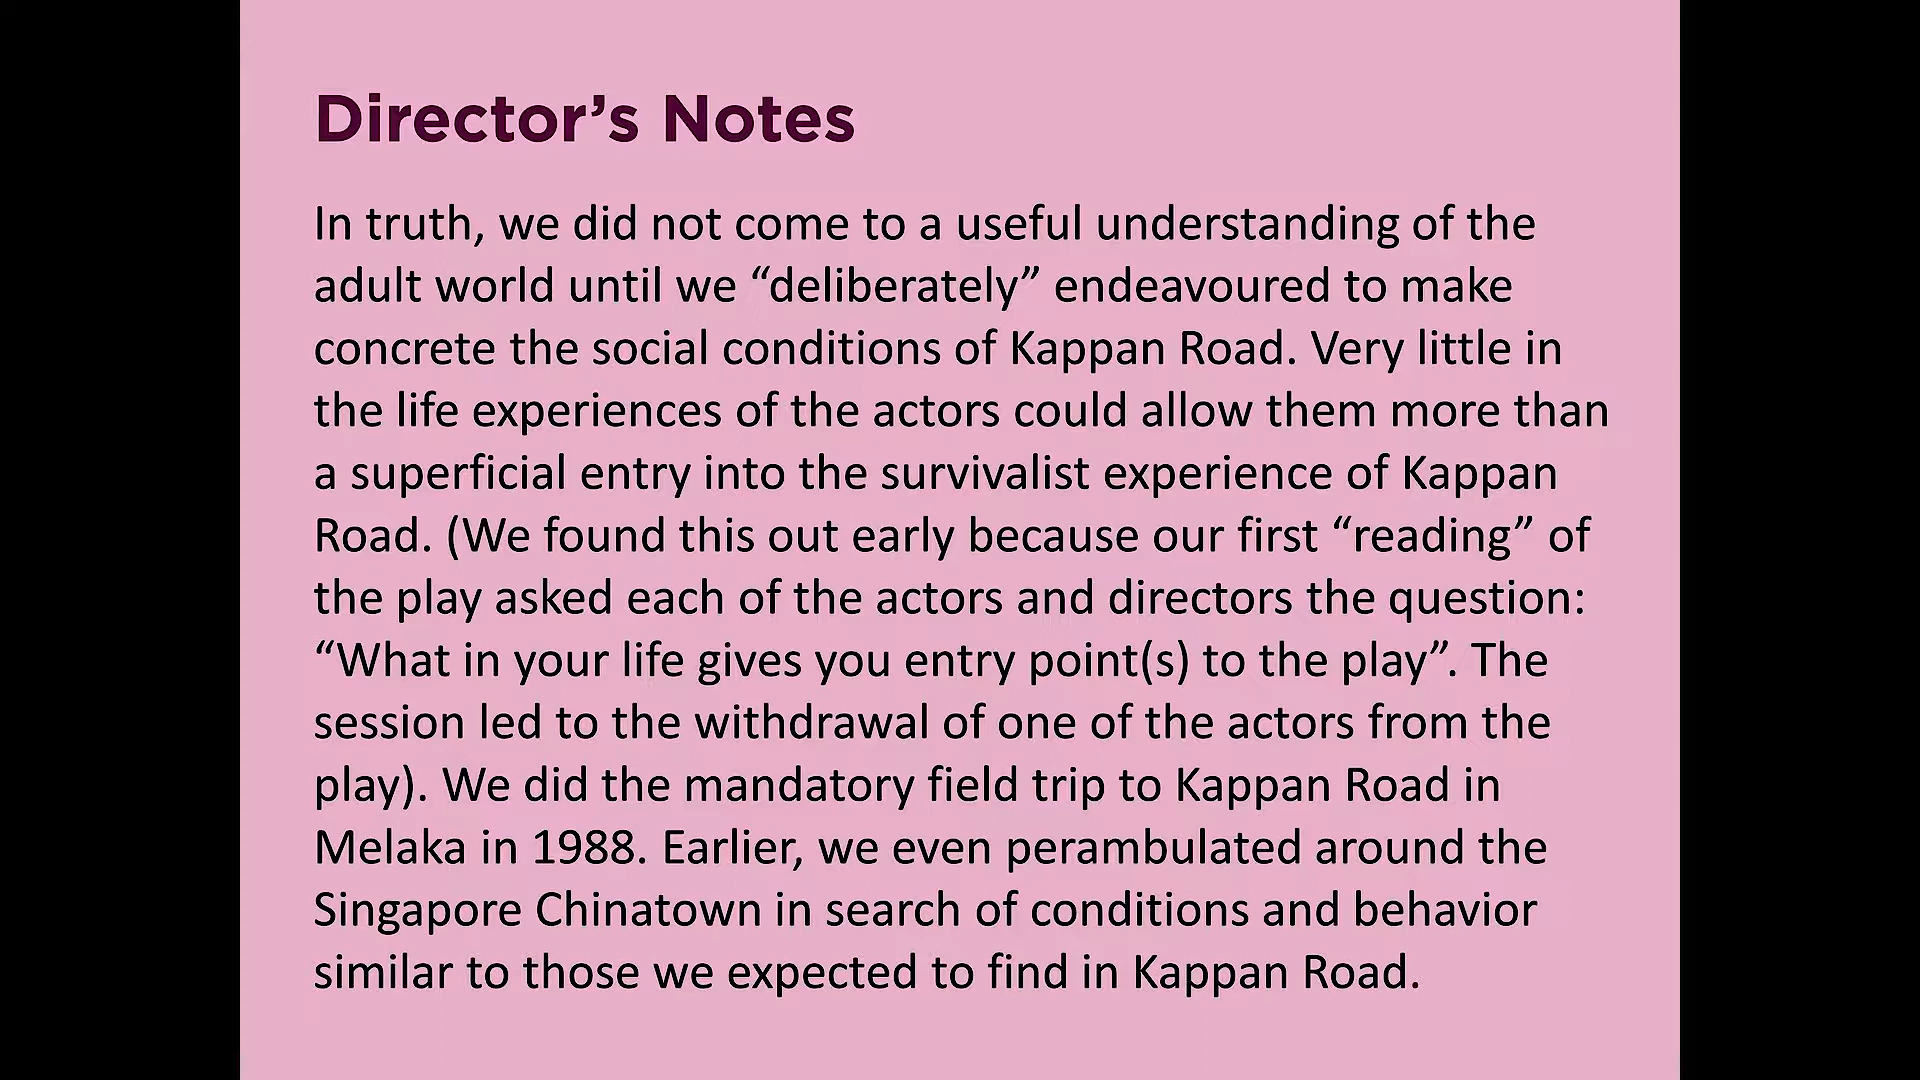 Director’s Notes
In truth, we did not come to a useful understanding of the
adult world until we “deliberately” endeavoured to make
concrete the social conditions of Kappan Road. Very little in
the life experiences of the actors could allow them more than
a superficial entry into the survivalist experience of Kappan
Road. (We found this out early because our first “reading” of
the play asked each of the actors and directors the question:
“What in your life gives you entry point(s) to the play”. The
session led to the withdrawal of one of the actors from the
play). We did the mandatory field trip to Kappan Road in
Melaka in 1988. Earlier, we even perambulated around the
Singapore Chinatown in search of conditions and behavior
similar to those we expected to find in Kappan Road.